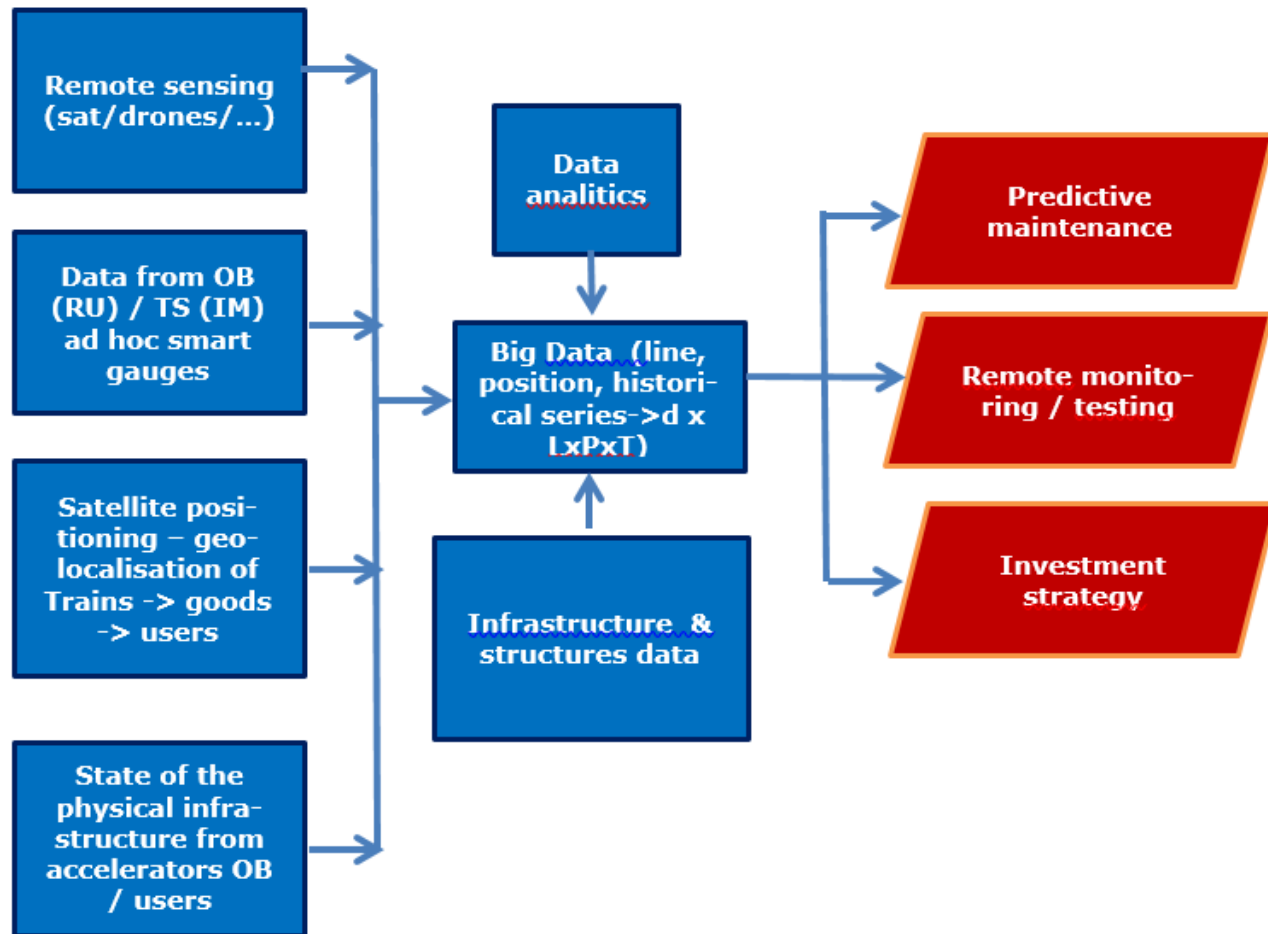 Remote sensing
(sat/drones/...)
Data from OB
(RU) / TS (IM)
ad hoc smart
gauges
Satellite posi-
tioning – geo-
localisation of
Trains -> goods
-> users
State of the
physical infra-
structure from
accelerators OB
/ users
Data
analitics
Big Data (line,
position, histori-
cal series->d x
LxPxT)
Infrastructure &
structures data
Predictive
maintenance
Remote monito-
ring / testing
Investment
strategy